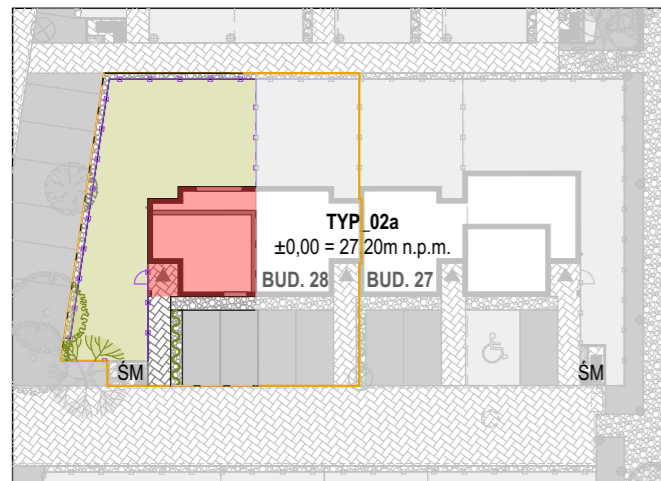 TYP_02a
±0,00 = 27,20m n.p.m.
BUD. 28
BUD. 27
ŚM
ŚM